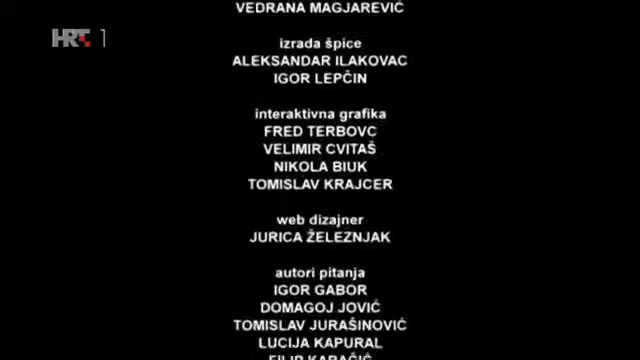 VEDRANA MAGJAREVIĆ
HRT 1
izrada špice
ALEKSANDAR ILAKOVAC
IGOR LEPČIN
interaktivna grafika
FRED TERBOVC
VELIMIR CVITAŠ
NIKOLA BIUK
TOMISLAV KRAJCER
web dizajner
JURICA ŽELEZNJAK
autori pitanja
IGOR GABOR
DOMAGOJ JOVIĆ
TOMISLAV JURAŠINOVIĆ
LUCIJA KAPURAL
FILIP